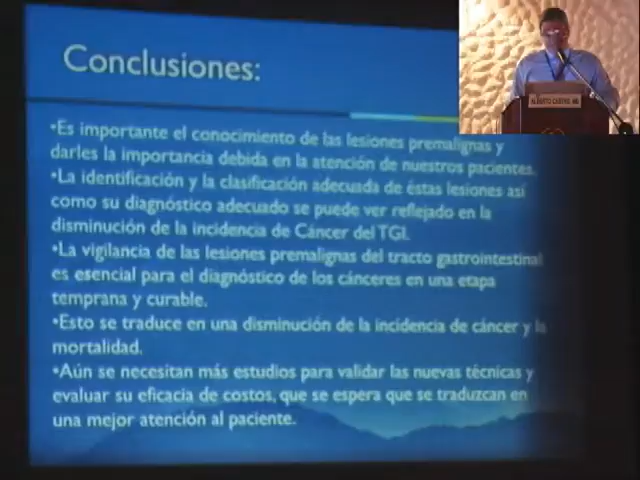 Conclusiones:
•Es importante el conocimiento de las lesiones premalignas y
darles la importancia debida en la atención de nuestros pacientes.
•La identificación y la clasificación adecuada de éstas lesiones así
como su diagnóstico adecuado se puede ver reflejado en la
disminución de la incidencia de Cáncer del TGI.
•La vigilancia de las lesiones premalignas del tracto gastrointestinal
es esencial para el diagnóstico de los cánceres en una etapa
temprana y curable.
•Esto se traduce en una disminución de la incidencia de cáncer y la
mortalidad.
•Aún se necesitan más estudios para validar las nuevas técnicas y
evaluar su eficacia de costos, que se espera que se traduzcan en
una mejor atención al paciente.
ALBERTO